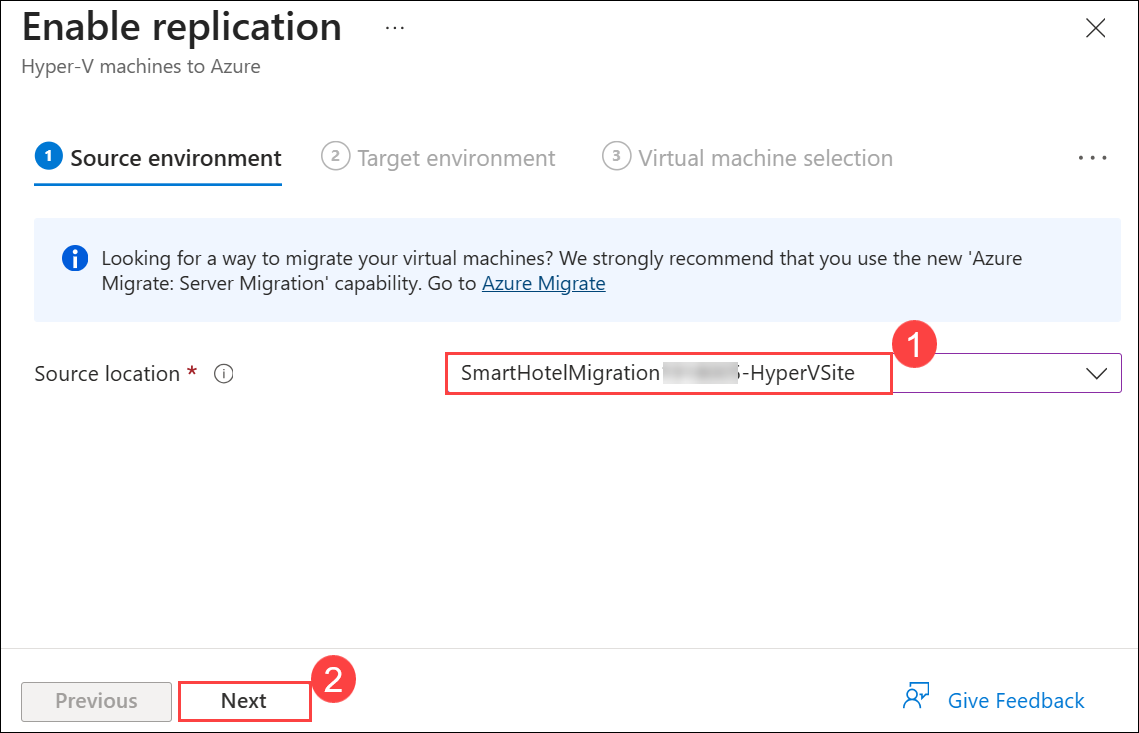 Enable replication ...
Hyper-V machines to Azure
1 Source environment 2 Target environment 3 Virtual machine selection ...
Looking for a way to migrate your virtual machines? We strongly recommend that you use the new 'Azure
Migrate: Server Migration' capability. Go to Azure Migrate
1
Source location * SmartHotelMigration -HyperVSite
2
Previous Next Give Feedback